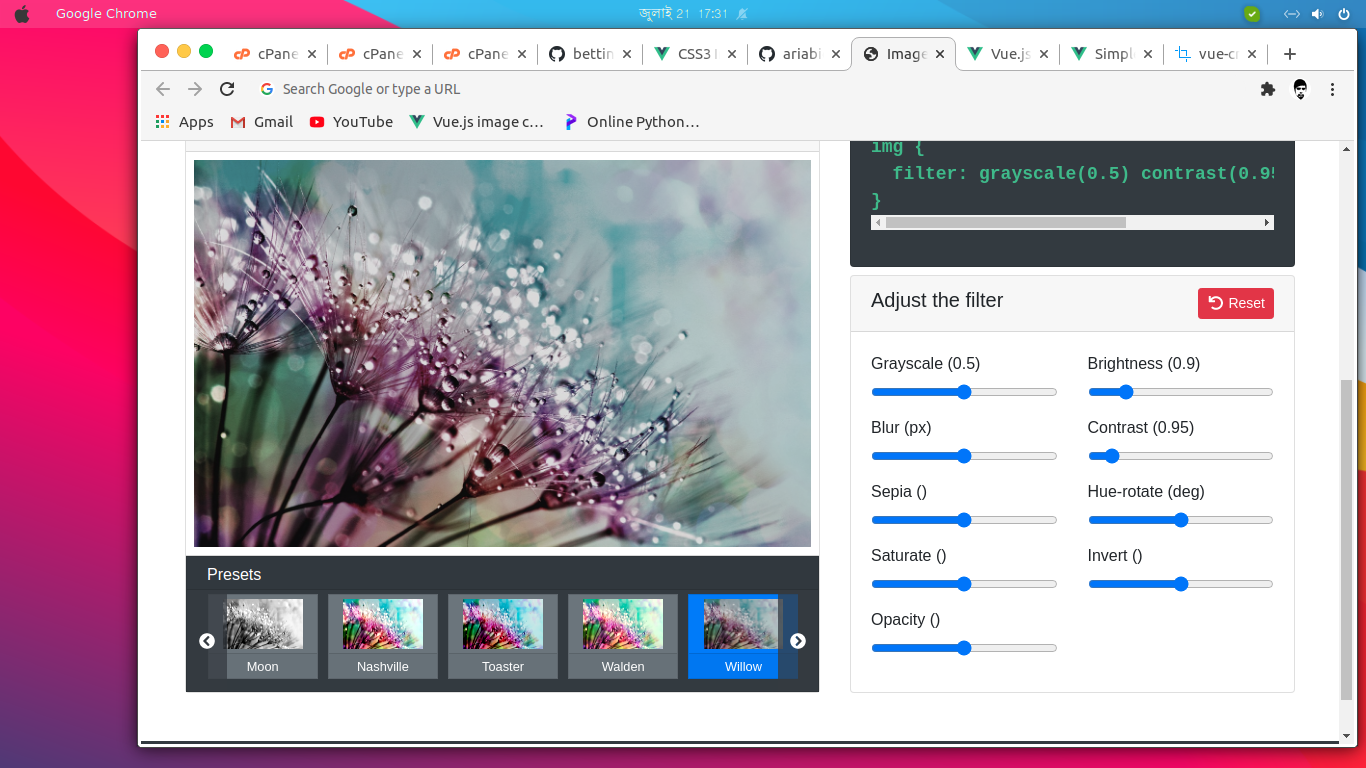 Google Chrome
জুলাই 21 17:31
cPane
cPane
cPane
bettin
CSS3 I
ariabi
Image
Vue.js
Simpl
vue-cr
Search Google or type a URL
Apps
Gmail
YouTube
Vue.js image c…
Online Python…
img {
filter: grayscale(0.5) contrast(0.95
}
Adjust the filter
Reset
Grayscale (0.5)
Brightness (0.9)
Blur (px)
Contrast (0.95)
Sepia ()
Hue-rotate (deg)
Saturate ()
Invert ()
Opacity ()
Presets
Moon
Nashville
Toaster
Walden
Willow